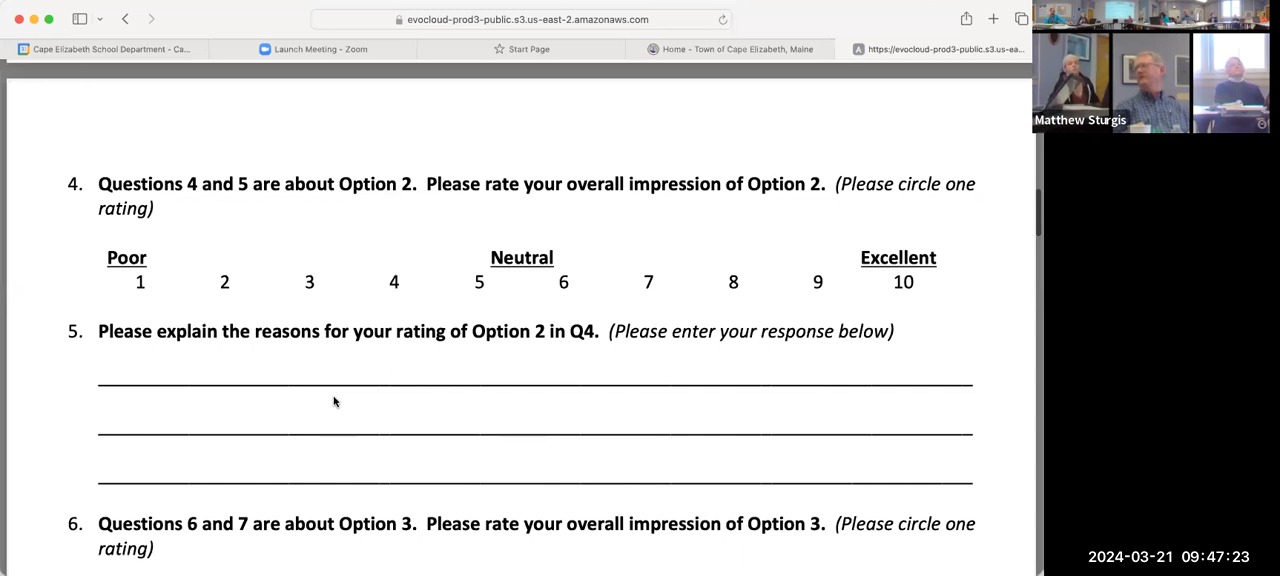 evocloud-prod3-public.s3.us-east-2.amazonaws.com
Cape Elizabeth School Department - Ca...
Launch Meeting - Zoom
Start Page
Home - Town of Cape Elizabeth, Maine
https://evocloud-prod3-public.s3.us-ea...
Matthew Sturgis
4. Questions 4 and 5 are about Option 2. Please rate your overall impression of Option 2. (Please circle one
rating)
Poor Neutral Excellent
1 2 3 4 5 6 7 8 9 10
5. Please explain the reasons for your rating of Option 2 in Q4. (Please enter your response below)
6. Questions 6 and 7 are about Option 3. Please rate your overall impression of Option 3. (Please circle one
rating)
2024-03-21 09:47:23